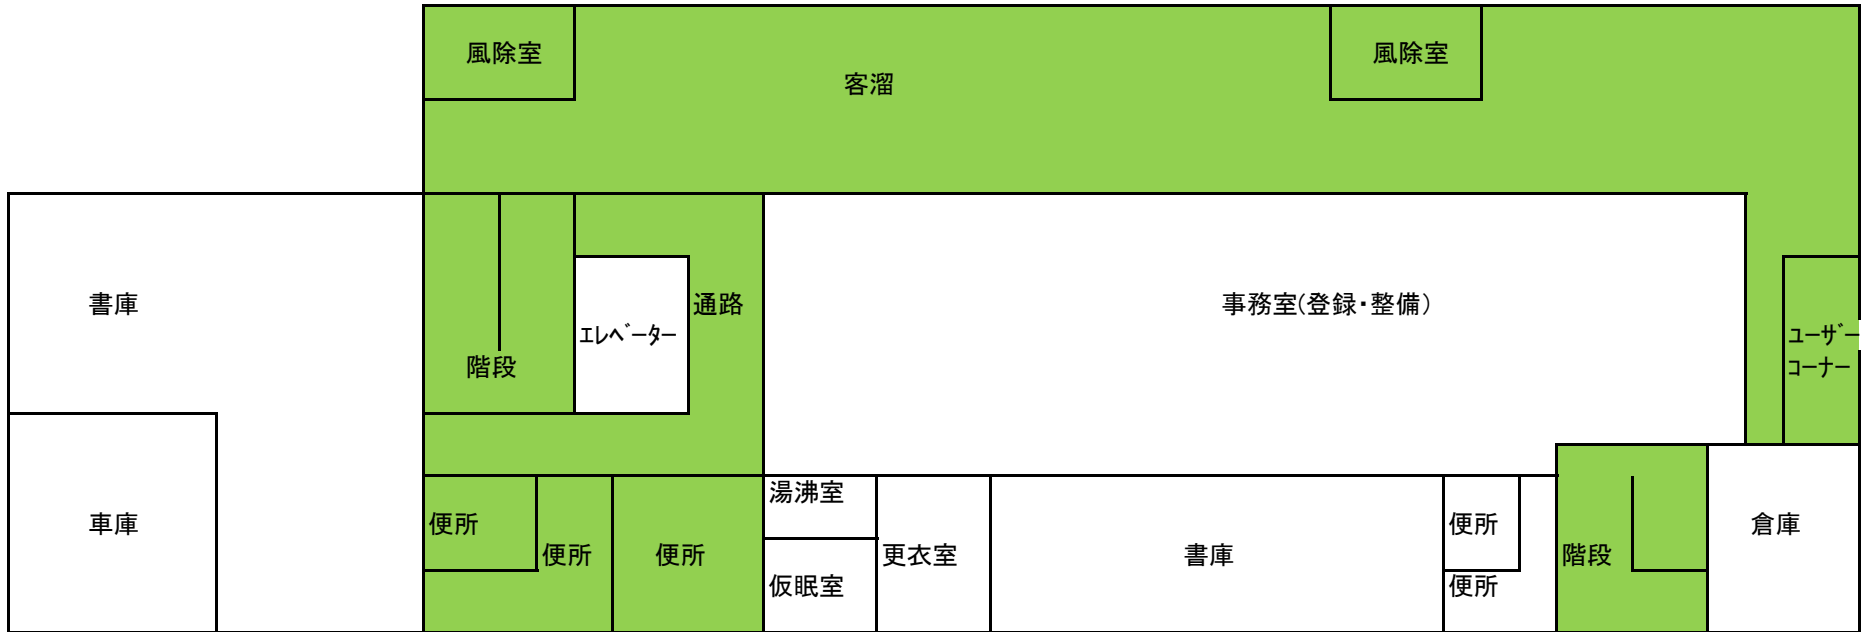 風除室
風除室
客溜
書庫
通路
事務室(登録・整備)
エレベーター
ユーザー
コーナー
階段
湯沸室
車庫
便所
便所
倉庫
便所
便所
更衣室
書庫
階段
仮眠室
便所